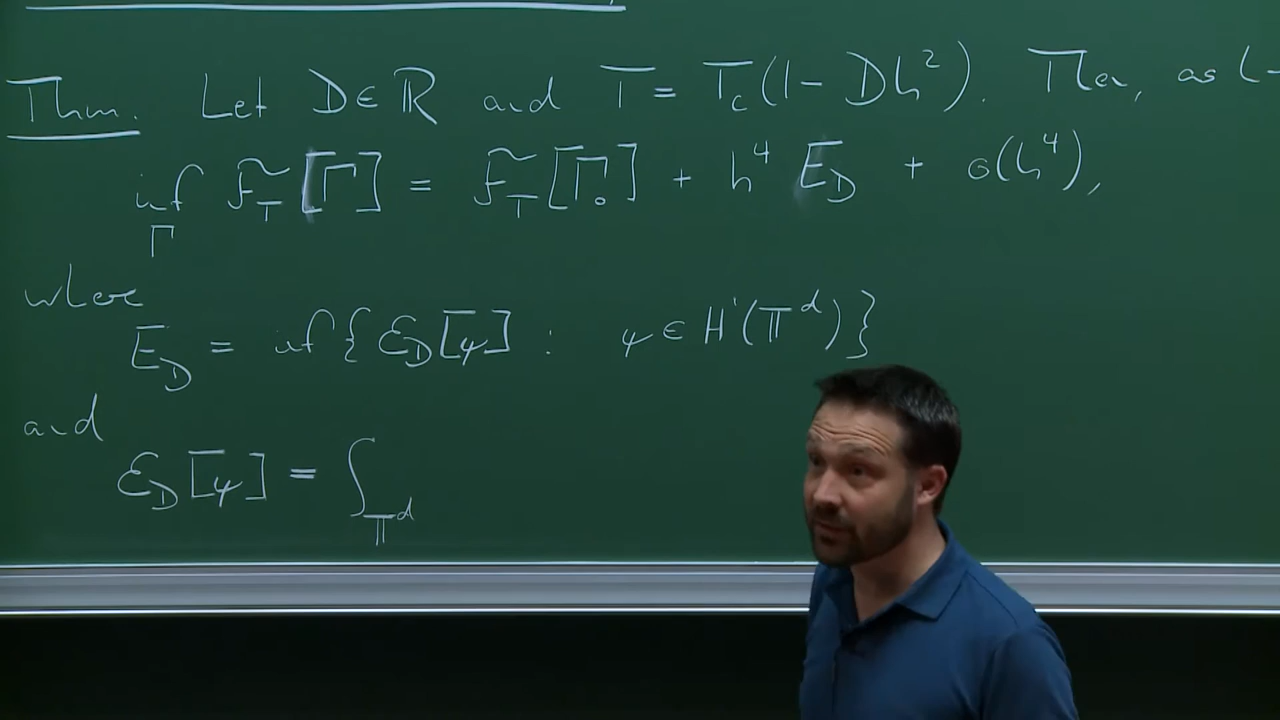 Thm. Let D∈ℝ and T = T_c(1 - Dh²). Then, as
inf_Γ F̃_T[Γ] = F̃_T[Γ₀] + h⁴ E_D + o(h⁴),
where
E_D = inf{ℰ_D[ψ] : ψ ∈ H¹(𝕋^d)}
and
ℰ_D[ψ] = ∫_{𝕋^d}